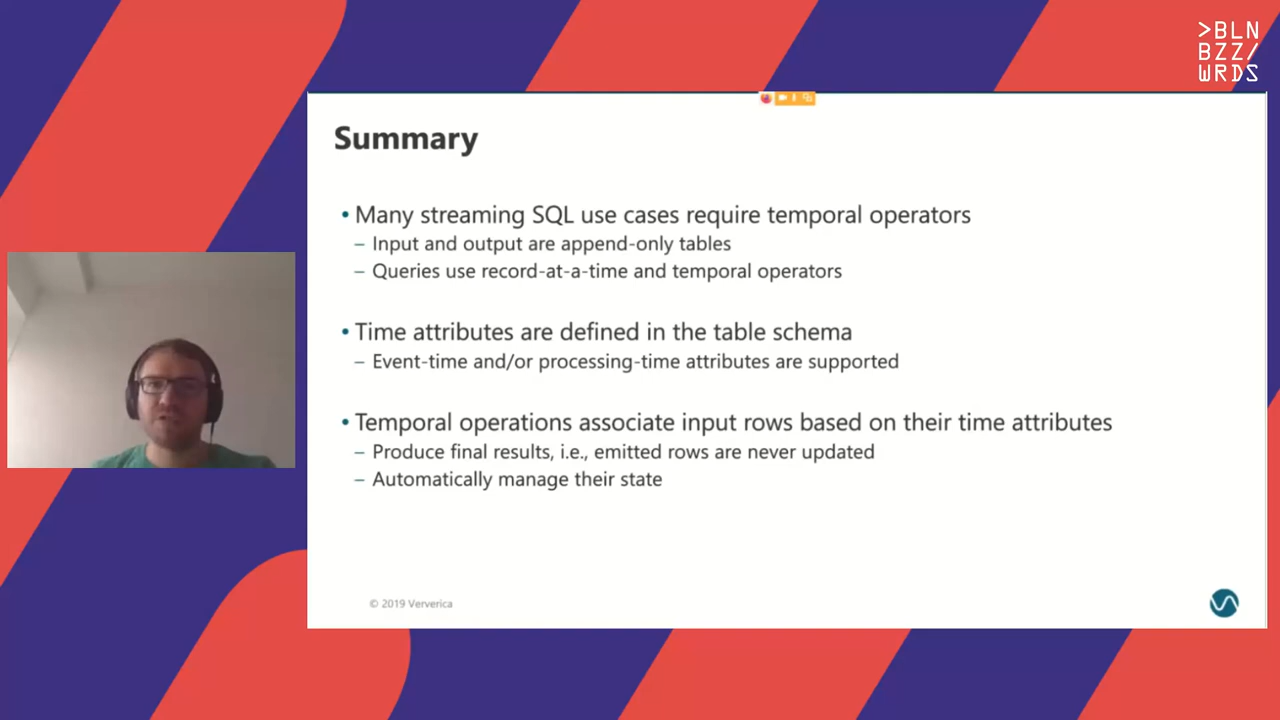 >BLN
BZZ/
WRDS
Summary
• Many streaming SQL use cases require temporal operators
– Input and output are append-only tables
– Queries use record-at-a-time and temporal operators
• Time attributes are defined in the table schema
– Event-time and/or processing-time attributes are supported
• Temporal operations associate input rows based on their time attributes
– Produce final results, i.e., emitted rows are never updated
– Automatically manage their state
© 2019 Ververica